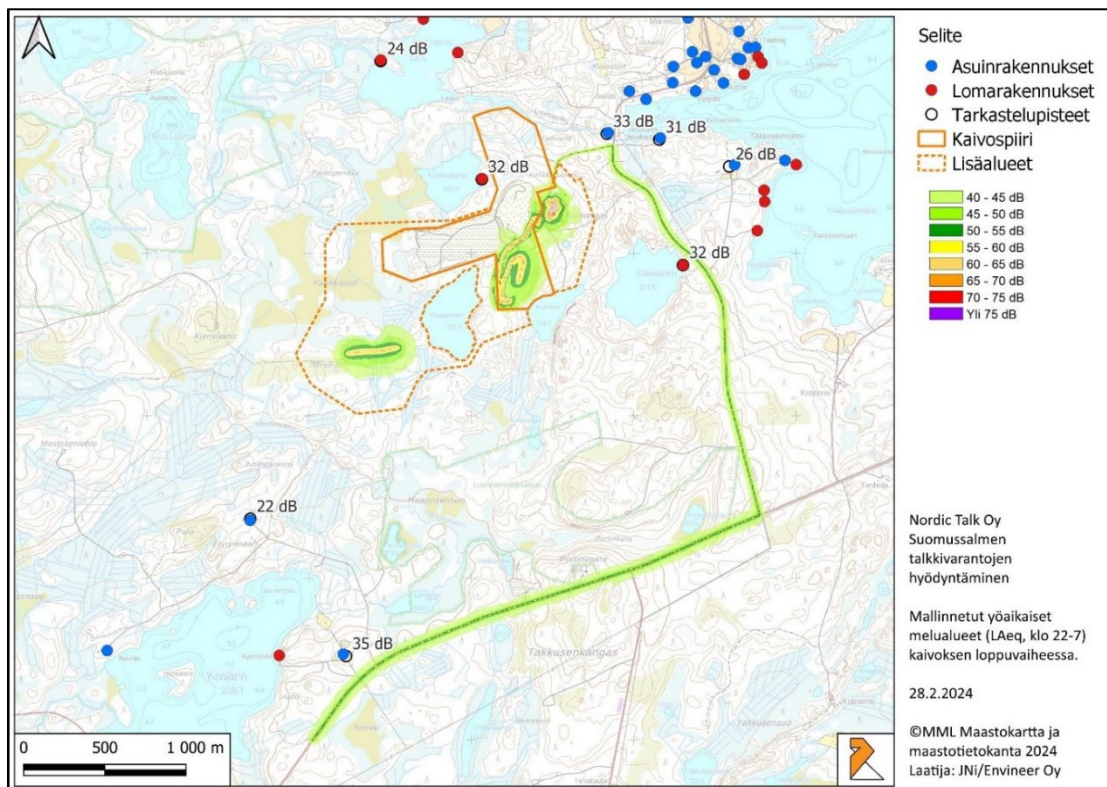 24 dB
33 dB
31 dB
26 dB
32 dB
32 dB
22 dB
35 dB
Takkusenkangas
0 500 1 000 m
Selite
Asuinrakennukset
Lomarakennukset
Tarkastelupisteet
Kaivospiiri
Lisäalueet
40 - 45 dB
45 - 50 dB
50 - 55 dB
55 - 60 dB
60 - 65 dB
65 - 70 dB
70 - 75 dB
Yli 75 dB
Nordic Talk Oy
Suomussalmen
talkkivarantojen
hyödyntäminen
Mallinnetut yöaikaiset
melualueet (LAeq, klo 22-7)
kaivoksen loppuvaiheessa.
28.2.2024
©MML Maastokartta ja
maastotietokanta 2024
Laatija: JNi/Envineer Oy